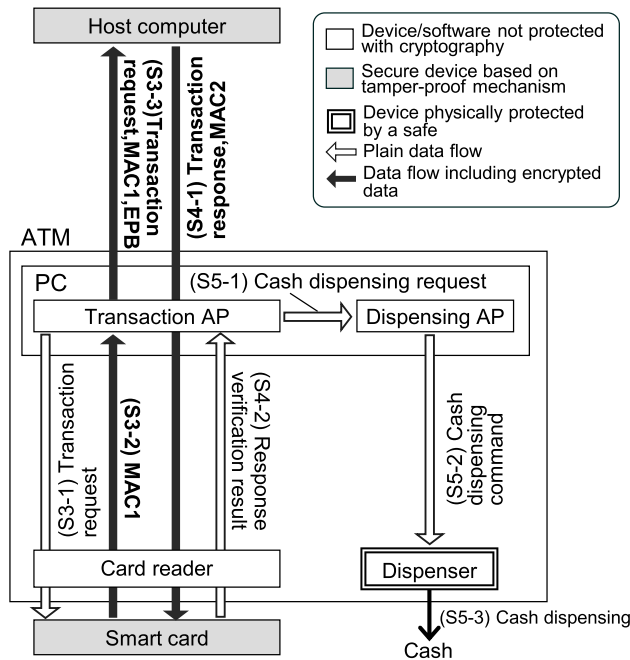 Host computer
Device/software not protected
with cryptography
Secure device based on
tamper-proof mechanism
Device physically protected
by a safe
Plain data flow
Data flow including encrypted
data
(S3-3)Transaction
request,MAC1,EPB
(S4-1) Transaction
response,MAC2
ATM
PC
(S5-1) Cash dispensing request
Transaction AP
Dispensing AP
(S3-1) Transaction
request
(S3-2) MAC1
(S4-2) Response
verification result
(S5-2) Cash
dispensing
command
Card reader
Dispenser
Smart card
(S5-3) Cash dispensing
Cash